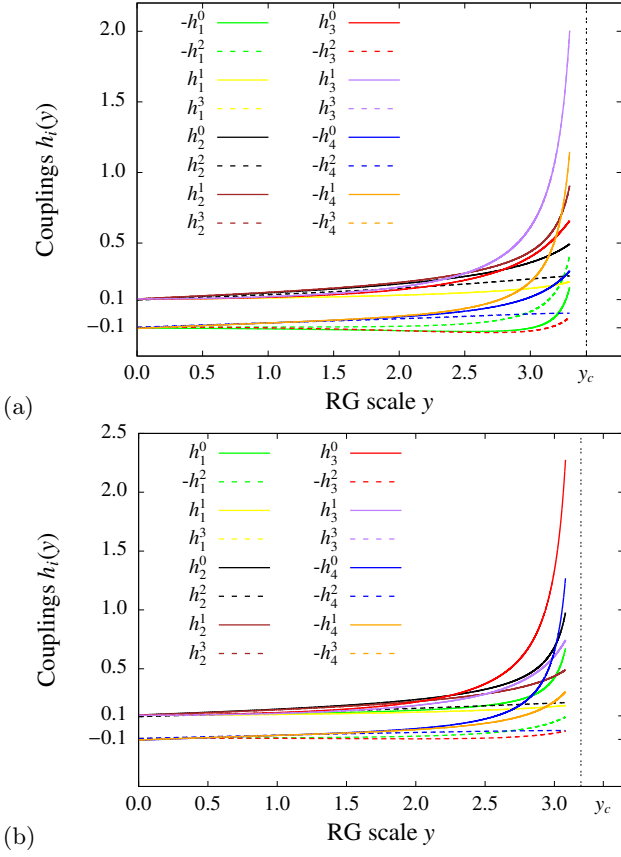 2.0
1.0
0.1
−0.1
Couplings h_i(y)
-h_1^0
-h_1^2
h_1^1
h_1^3
h_2^0
h_2^2
h_2^1
h_2^3
h_3^0
-h_3^2
h_3^1
h_3^3
-h_4^0
-h_4^2
-h_4^1
-h_4^3
0.0 0.5 1.0 1.5 2.0 2.5 3.0 y_c
RG scale y
(a)
2.5
2.0
1.0
0.5
0.1
−0.1
Couplings h_i(y)
h_1^0
-h_1^2
h_1^1
h_1^3
h_2^0
h_2^2
h_2^1
h_2^3
h_3^0
-h_3^2
h_3^1
h_3^3
-h_4^0
-h_4^2
-h_4^1
-h_4^3
0.0 0.5 1.0 1.5 2.0 2.5 3.0 y_c
RG scale y
(b)